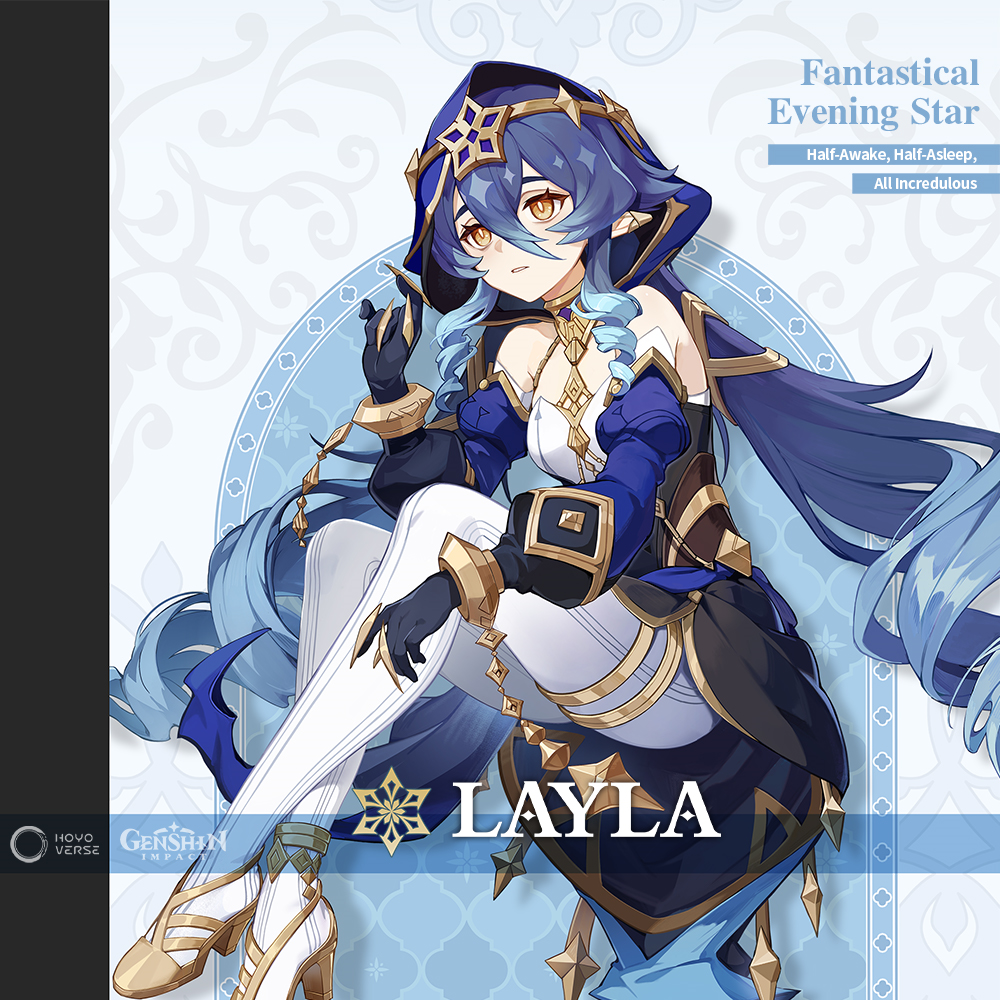 Fantastical
Evening Star
Half-Awake, Half-Asleep,
All Incredulous
LAYLA
HOYO
VERSE
GENSHIN
IMPACT